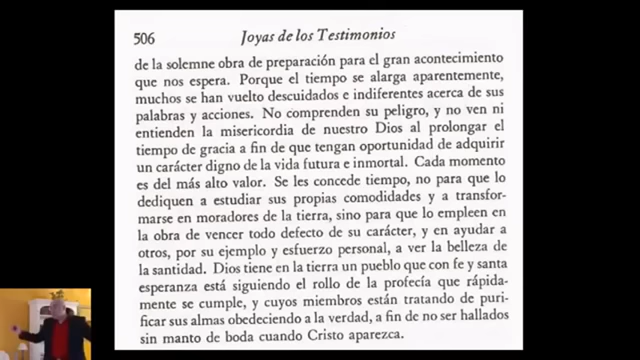 506
Joyas de los Testimonios
de la solemne obra de preparación para el gran acontecimiento
que nos espera. Porque el tiempo se alarga aparentemente,
muchos se han vuelto descuidados e indiferentes acerca de sus
palabras y acciones. No comprenden su peligro, y no ven ni
entienden la misericordia de nuestro Dios al prolongar el
tiempo de gracia a fin de que tengan oportunidad de adquirir
un carácter digno de la vida futura e inmortal. Cada momento
es del más alto valor. Se les concede tiempo, no para que lo
dediquen a estudiar sus propias comodidades y a transfor-
marse en moradores de la tierra, sino para que lo empleen en
la obra de vencer todo defecto de su carácter, y en ayudar a
otros, por su ejemplo y esfuerzo personal, a ver la belleza de
la santidad. Dios tiene en la tierra un pueblo que con fe y santa
esperanza está siguiendo el rollo de la profecía que rápida-
mente se cumple, y cuyos miembros están tratando de puri-
ficar sus almas obedeciendo a la verdad, a fin de no ser hallados
sin manto de boda cuando Cristo aparezca.